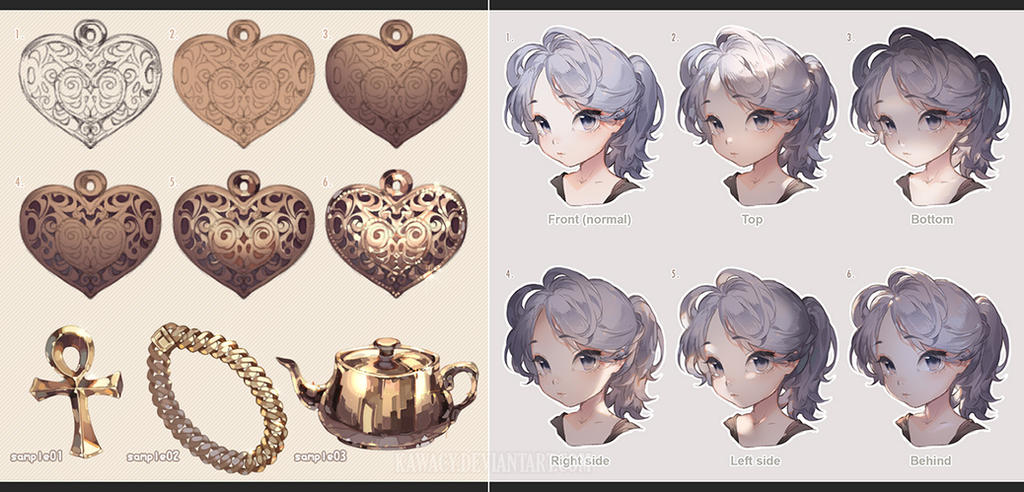 1.
2.
3.
4.
5.
6.
sample01
sample02
sample03
1.
2.
3.
Front (normal)
Top
Bottom
4.
5.
6.
Right side
Left side
Behind
KAWACY.DEVIANTART.COM